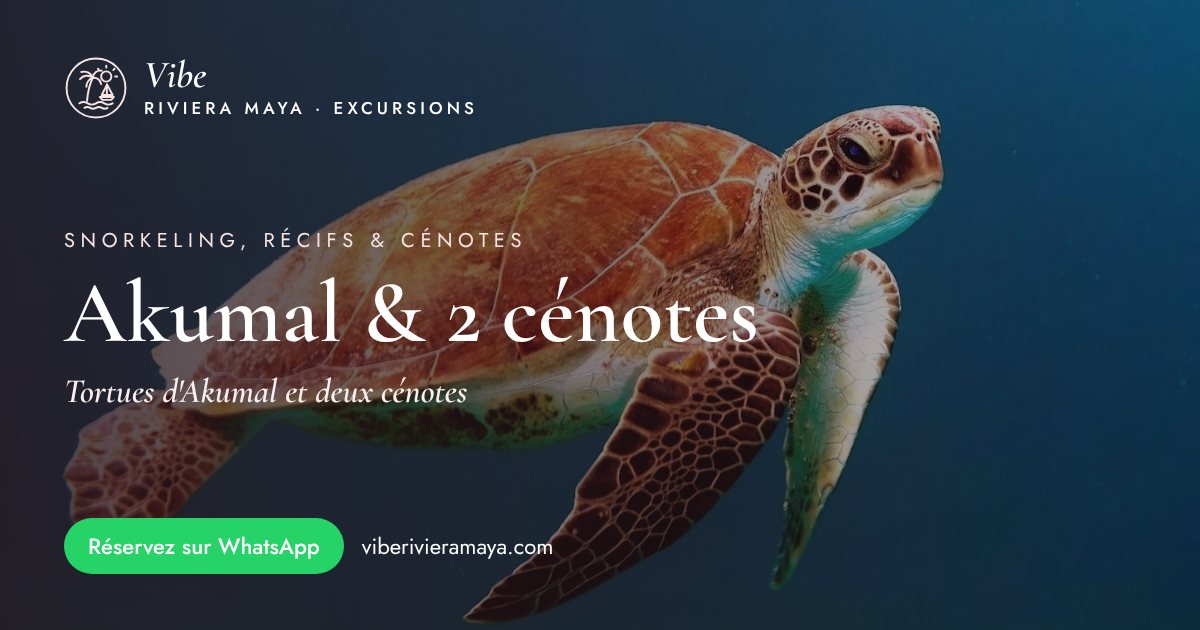 Vibe
RIVIERA MAYA · EXCURSIONS
SNORKELING, RÉCIFS & CÉNOTES
Akumal & 2 cénotes
Tortues d'Akumal et deux cénotes
Réservez sur WhatsApp
viberivieramaya.com